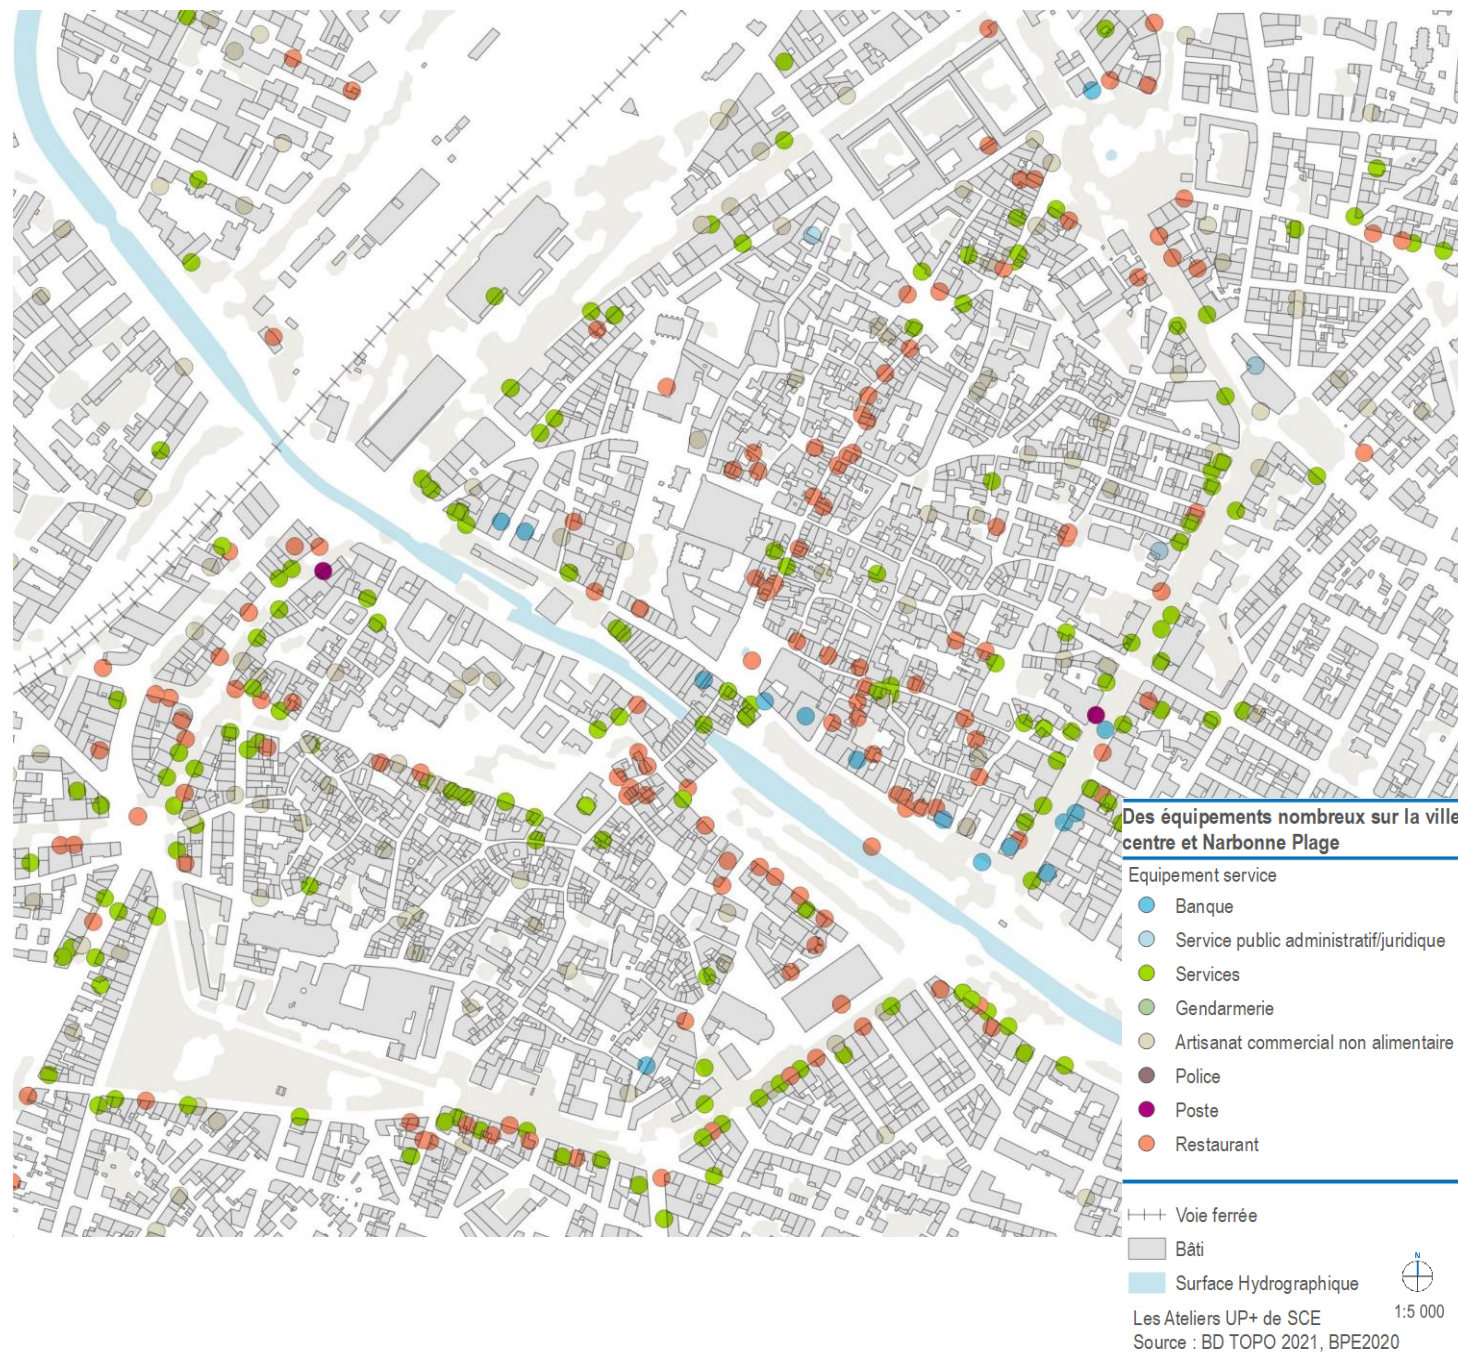 Des équipements nombreux sur la ville
centre et Narbonne Plage
Equipement service
Banque
Service public administratif/juridique
Services
Gendarmerie
Artisanat commercial non alimentaire
Police
Poste
Restaurant
Voie ferrée
Bâti
Surface Hydrographique
N
1:5 000
Les Ateliers UP+ de SCE
Source : BD TOPO 2021, BPE2020